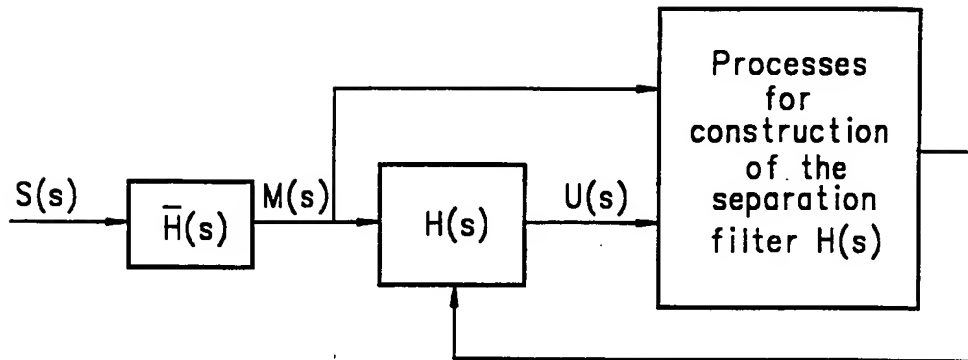 Processes
for
construction
of the
separation
filter H(s)
S(s)
H̅(s)
M(s)
H(s)
U(s)